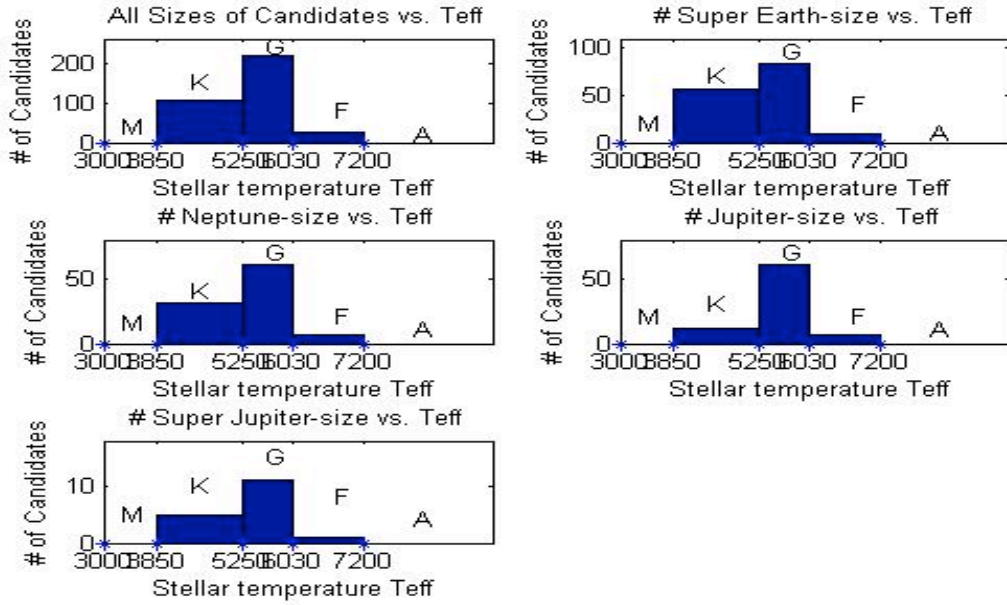 All Sizes of Candidates vs. Teff
# of Candidates
200
100
0
M K G F A
3000 3850 5250 6030 7200
Stellar temperature Teff
# Super Earth-size vs. Teff
# of Candidates
100
50
0
M K G F A
3000 3850 5250 6030 7200
Stellar temperature Teff
# Neptune-size vs. Teff
# of Candidates
50
0
M K G F A
3000 3850 5250 6030 7200
Stellar temperature Teff
# Jupiter-size vs. Teff
# of Candidates
50
0
M K G F A
3000 3850 5250 6030 7200
Stellar temperature Teff
# Super Jupiter-size vs. Teff
# of Candidates
10
0
M K G F A
3000 3850 5250 6030 7200
Stellar temperature Teff